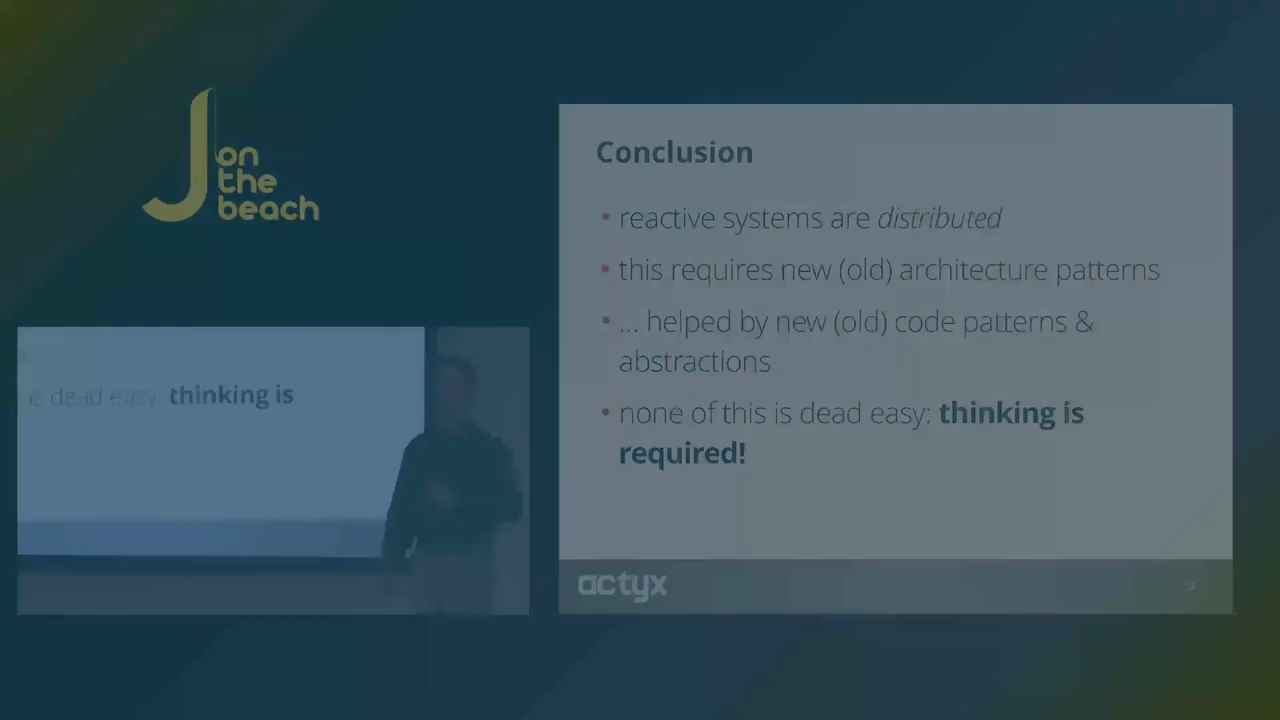 J on
the
beach
is dead easy thinking is
Conclusion
• reactive systems are distributed
• this requires new (old) architecture patterns
• ... helped by new (old) code patterns &
abstractions
• none of this is dead easy: thinking is
required!
actyx